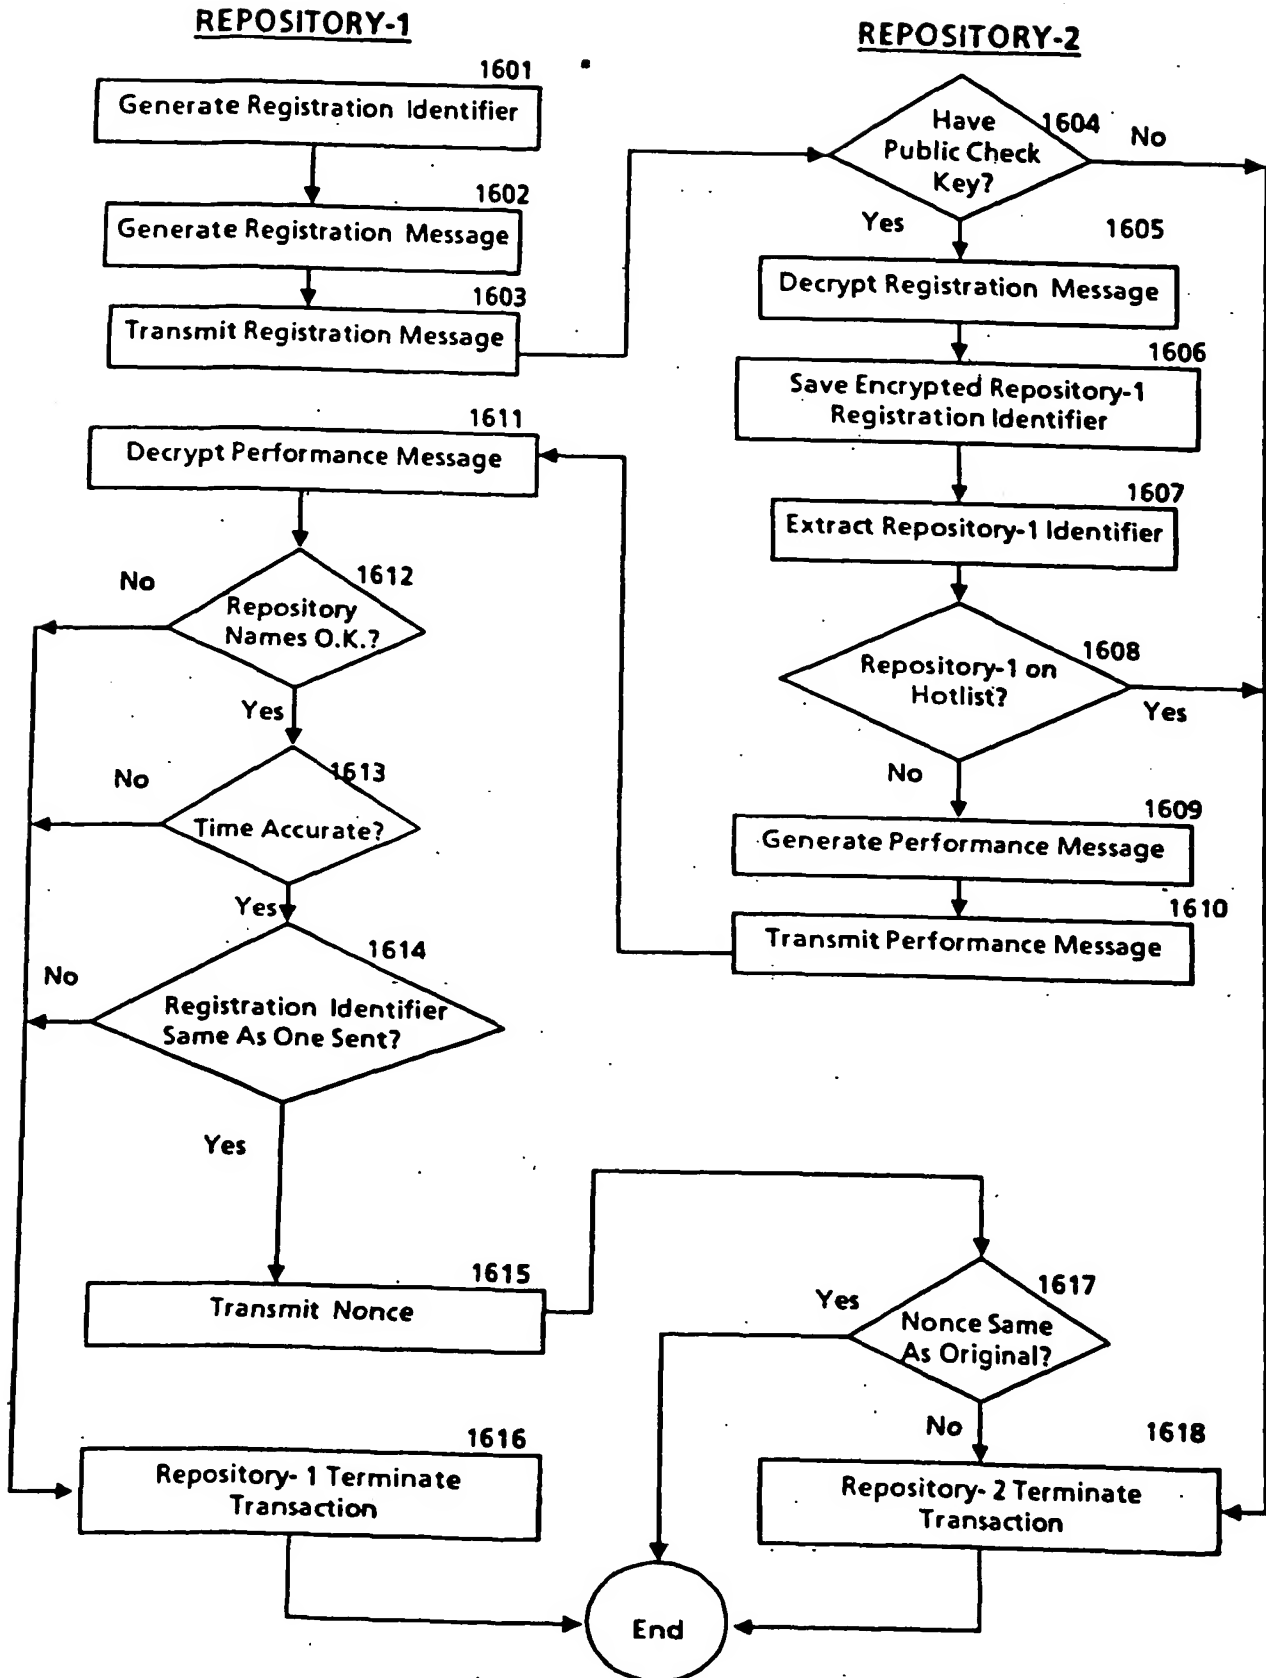 REPOSITORY-1
1601
Generate Registration Identifier
1602
Generate Registration Message
1603
Transmit Registration Message
1611
Decrypt Performance Message
No
1612
Repository
Names O.K.?
Yes
No
1613
Time Accurate?
Yes
No
1614
Registration Identifier
Same As One Sent?
Yes
1615
Transmit Nonce
1616
Repository- 1 Terminate
Transaction
REPOSITORY-2
1604
No
Have
Public Check
Key?
Yes
1605
Decrypt Registration Message
1606
Save Encrypted Repository-1
Registration Identifier
1607
Extract Repository-1 Identifier
1608
Repository-1 on
Hotlist?
Yes
No
1609
Generate Performance Message
1610
Transmit Performance Message
1617
Yes
Nonce Same
As Original?
No
1618
Repository- 2 Terminate
Transaction
End